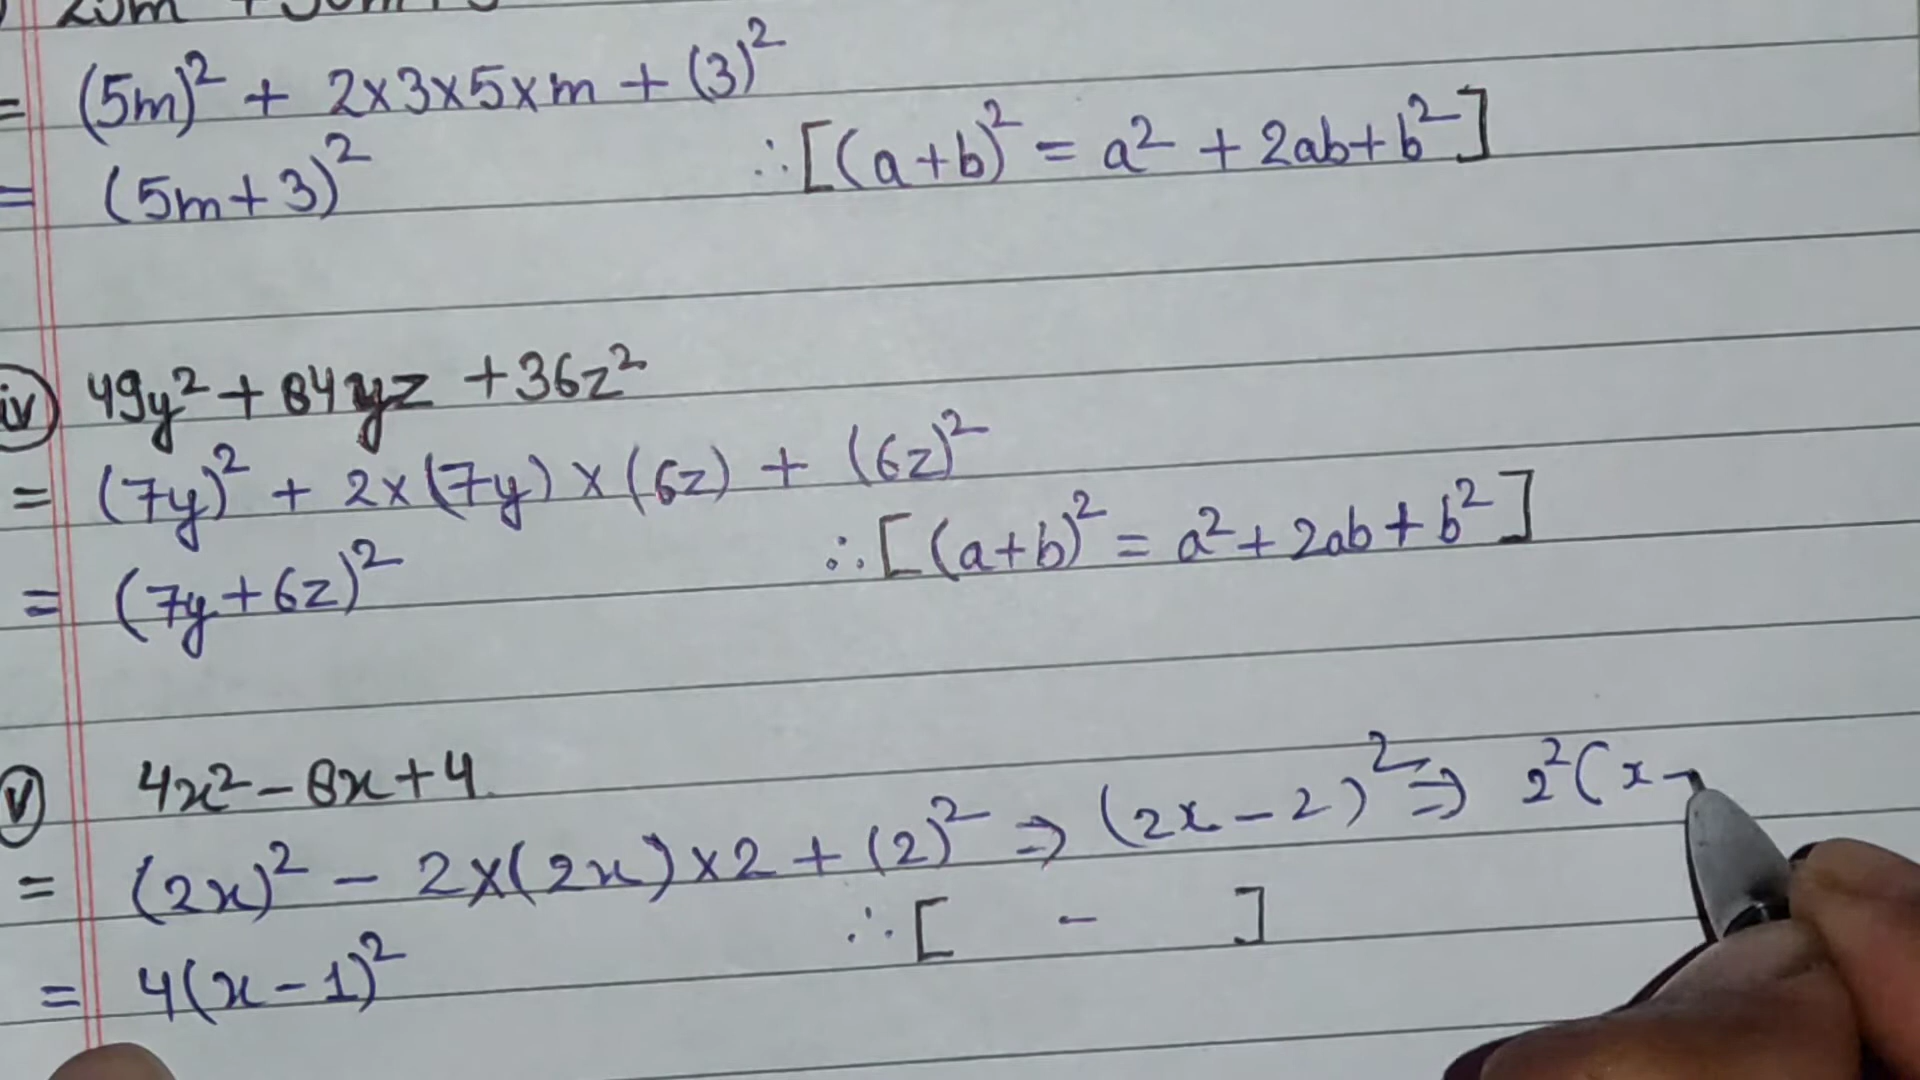 = (5m)² + 2×3×5×m + (3)²
= (5m+3)² ∴[(a+b)² = a² + 2ab+b²]
iv) 49y² + 84yz + 36z²
= (7y)² + 2×(7y)×(6z) + (6z)²
= (7y+6z)² ∴[(a+b)² = a² + 2ab + b²]
v) 4x² – 8x + 4
= (2x)² – 2×(2x)×2 + (2)² ⇒ (2x – 2)² ⇒ 2²(x –
= 4(x – 1)² ∴[ – ]